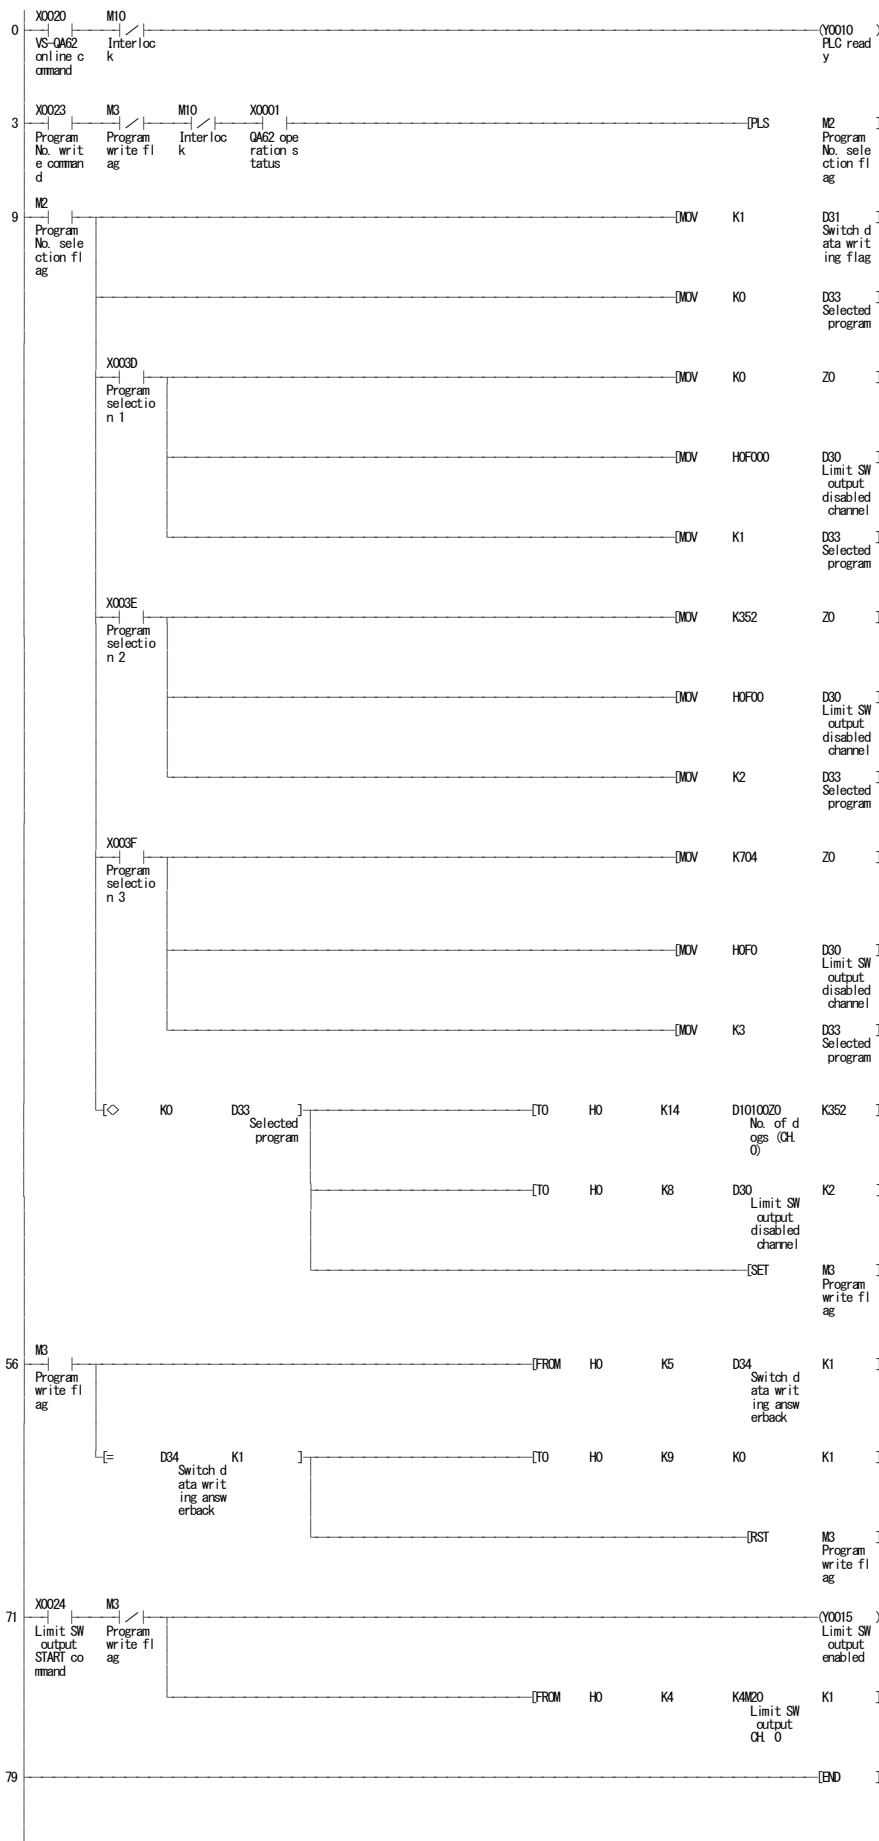 X0020 M10
0 (Y0010 )
VS-QA62 Interloc PLC read
online c k y
ommand
X0023 M3 M10 X0001
3 [PLS M2 ]
Program Program Interloc QA62 ope Program
No. writ write fl k ration s No. sele
e comman ag tatus ction fl
d ag
M2
9 [MOV K1 D31 ]
Program Switch d
No. sele ata writ
ction fl ing flag
ag
[MOV K0 D33 ]
Selected
program
X003D
[MOV K0 Z0 ]
Program
selectio
n 1
[MOV H0F000 D30 ]
Limit SW
output
disabled
channel
[MOV K1 D33 ]
Selected
program
X003E
[MOV K352 Z0 ]
Program
selectio
n 2
[MOV H0F00 D30 ]
Limit SW
output
disabled
channel
[MOV K2 D33 ]
Selected
program
X003F
[MOV K704 Z0 ]
Program
selectio
n 3
[MOV H0F0 D30 ]
Limit SW
output
disabled
channel
[MOV K3 D33 ]
Selected
program
[<> K0 D33 ] [TO H0 K14 D10100Z0 K352 ]
Selected No. of d
program ogs (CH.
0)
[TO H0 K8 D30 K2 ]
Limit SW
output
disabled
channel
[SET M3 ]
Program
write fl
ag
M3
56 [FROM H0 K5 D34 K1 ]
Program Switch d
write fl ata writ
ag ing answ
erback
[= D34 K1 ] [TO H0 K9 K0 K1 ]
Switch d
ata writ
ing answ
erback
[RST M3 ]
Program
write fl
ag
X0024 M3
71 (Y0015 )
Limit SW Program Limit SW
output write fl output
START co ag enabled
mmand
[FROM H0 K4 K4M20 K1 ]
Limit SW
output
CH. 0
79 [END ]